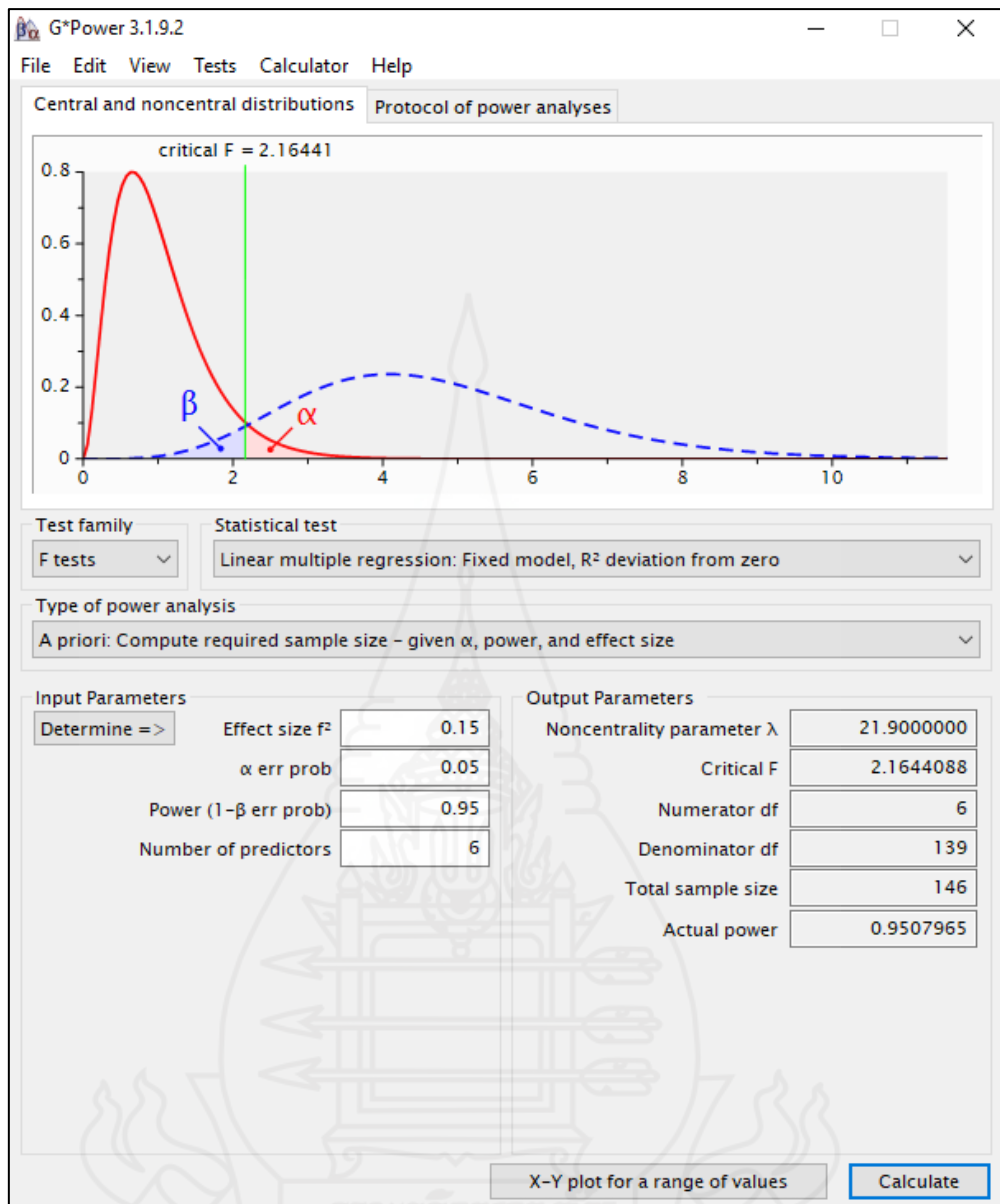 G*Power 3.1.9.2
File Edit View Tests Calculator Help
Central and noncentral distributions Protocol of power analyses
critical F = 2.16441
0.8
0.6
0.4
0.2
0
β
α
0 2 4 6 8 10
Test family Statistical test
F tests Linear multiple regression: Fixed model, R² deviation from zero
Type of power analysis
A priori: Compute required sample size – given α, power, and effect size
Input Parameters Output Parameters
Determine => Effect size f² 0.15 Noncentrality parameter λ 21.9000000
α err prob 0.05 Critical F 2.1644088
Power (1–β err prob) 0.95 Numerator df 6
Number of predictors 6 Denominator df 139
Total sample size 146
Actual power 0.9507965
X–Y plot for a range of values Calculate